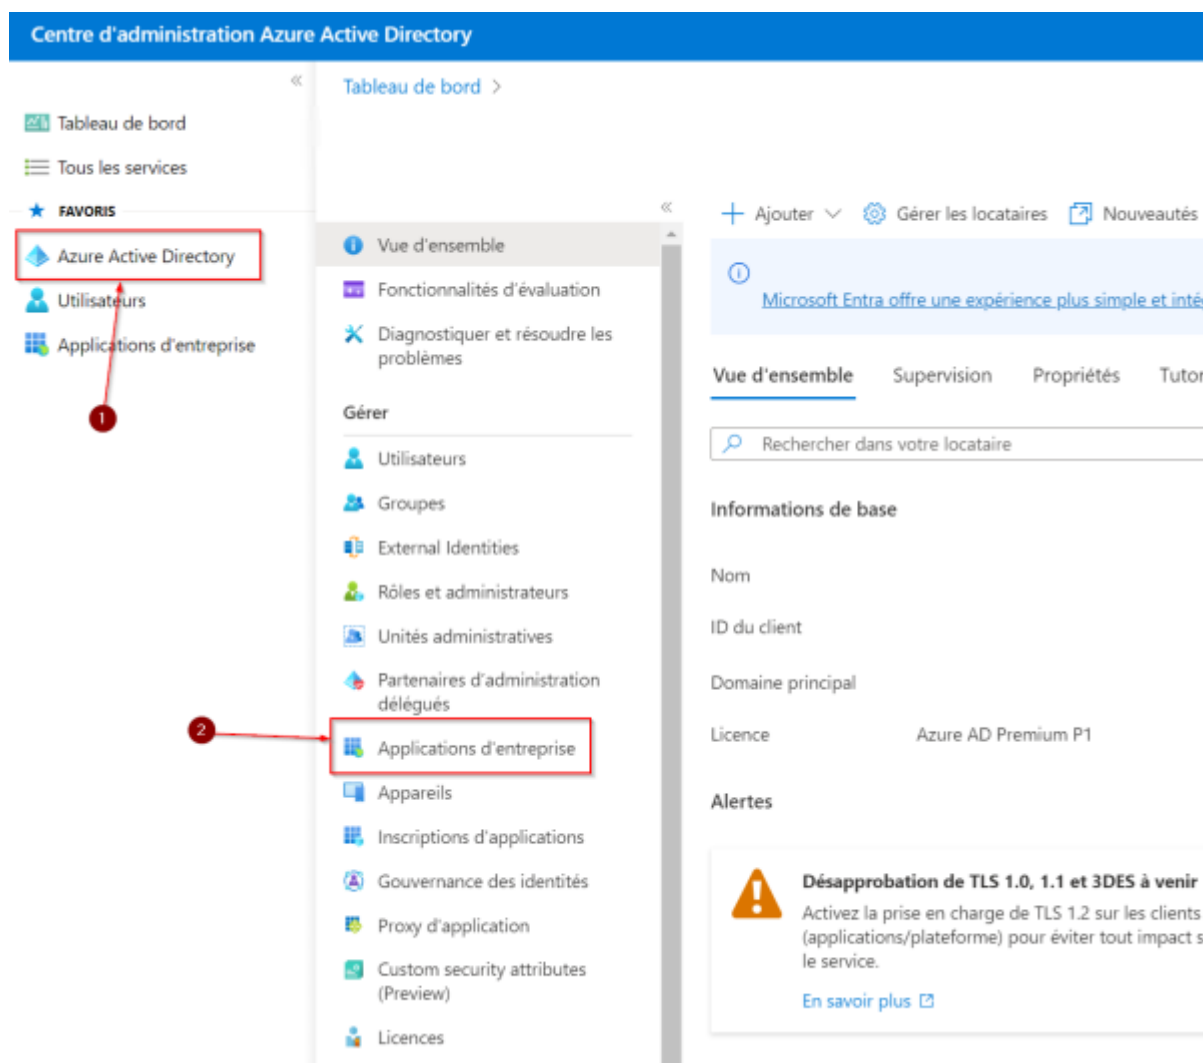 Centre d'administration Azure Active Directory
«
Tableau de bord
Tous les services
FAVORIS
Azure Active Directory
Utilisateurs
Applications d'entreprise
1
Tableau de bord >
«
Vue d'ensemble
Fonctionnalités d'évaluation
Diagnostiquer et résoudre les
problèmes
Gérer
Utilisateurs
Groupes
External Identities
Rôles et administrateurs
Unités administratives
Partenaires d'administration
délégués
2
Applications d'entreprise
Appareils
Inscriptions d'applications
Gouvernance des identités
Proxy d'application
Custom security attributes
(Preview)
Licences
Ajouter Gérer les locataires Nouveautés
Microsoft Entra offre une expérience plus simple et inté
Vue d'ensemble Supervision Propriétés Tutor
Rechercher dans votre locataire
Informations de base
Nom
ID du client
Domaine principal
Licence Azure AD Premium P1
Alertes
Désapprobation de TLS 1.0, 1.1 et 3DES à venir
Activez la prise en charge de TLS 1.2 sur les clients
(applications/plateforme) pour éviter tout impact s
le service.
En savoir plus